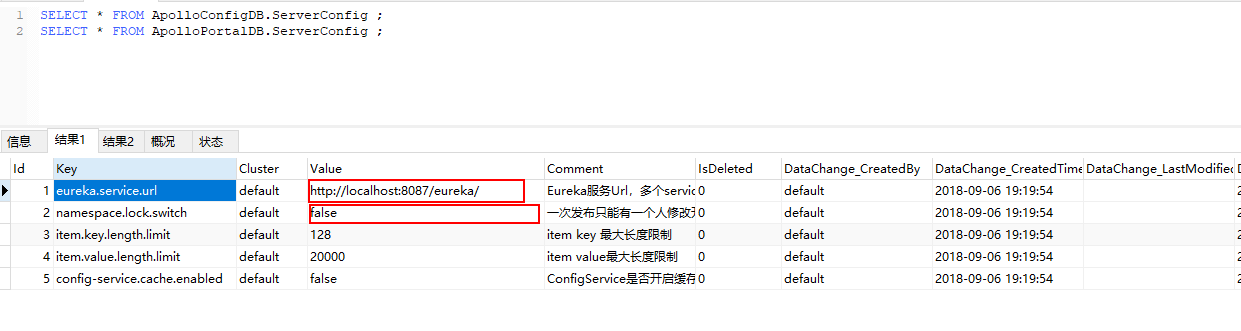 1 SELECT * FROM ApolloConfigDB.ServerConfig ;
2 SELECT * FROM ApolloPortalDB.ServerConfig ;
信息 结果1 结果2 概况 状态
Id Key Cluster Value Comment IsDeleted DataChange_CreatedBy DataChange_CreatedTime DataChange_LastModified
1 eureka.service.url default http://localhost:8087/eureka/ Eureka服务Url，多个servic 0 default 2018-09-06 19:19:54
2 namespace.lock.switch default false 一次发布只能有一个人修改 0 default 2018-09-06 19:19:54
3 item.key.length.limit default 128 item key 最大长度限制 0 default 2018-09-06 19:19:54
4 item.value.length.limit default 20000 item value最大长度限制 0 default 2018-09-06 19:19:54
5 config-service.cache.enabled default false ConfigService是否开启缓存 0 default 2018-09-06 19:19:54